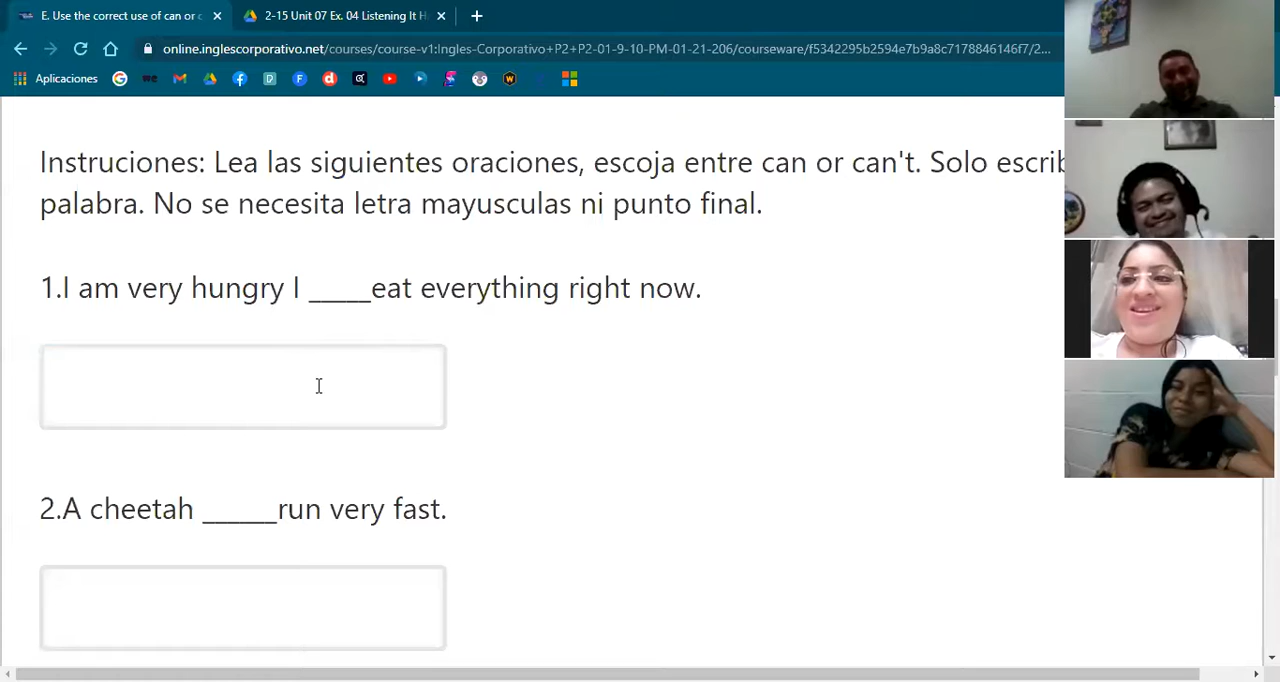 E. Use the correct use of can or c
2-15 Unit 07 Ex. 04 Listening It H
online.inglescorporativo.net/courses/course-v1:Ingles-Corporativo+P2+P2-01-9-10-PM-01-21-206/courseware/f5342295b2594e7b9a8c7178846146f7/2...
Aplicaciones
Instruciones: Lea las siguientes oraciones, escoja entre can or can't. Solo escrib
palabra. No se necesita letra mayusculas ni punto final.
1.I am very hungry I _____eat everything right now.
2.A cheetah ______run very fast.